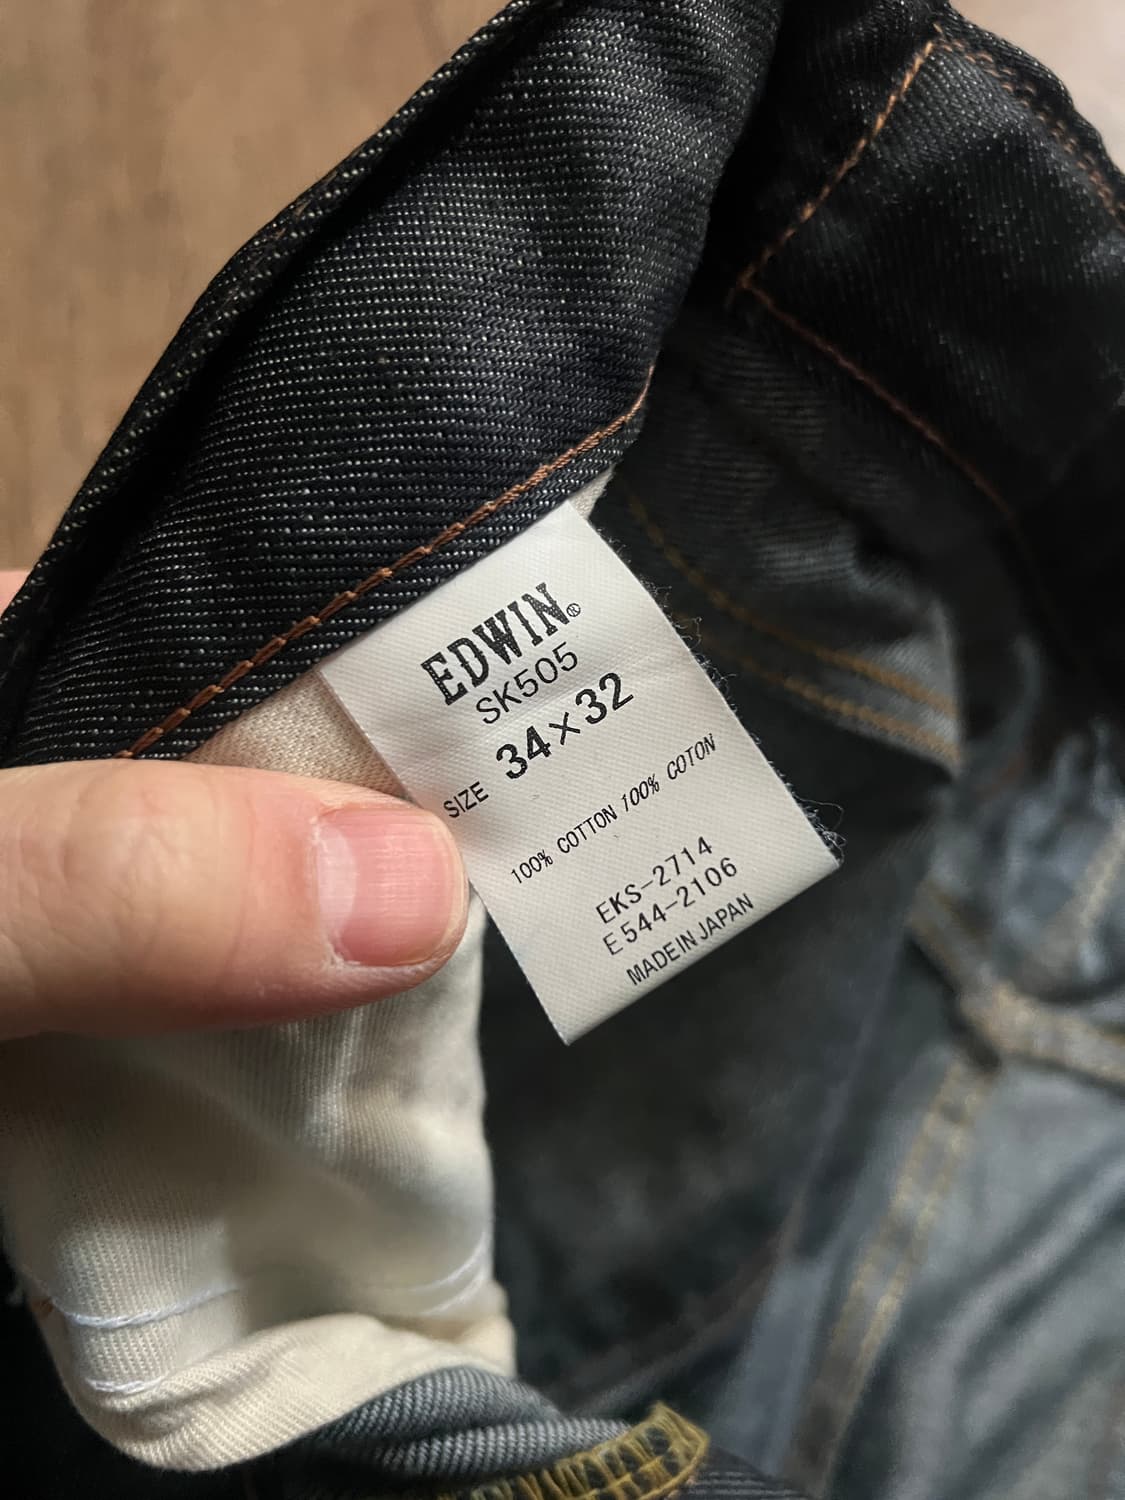 EDWIN®
SK505
SIZE 34×32
100% COTTON 100% COTON
EKS-2714
E544-2106
MADE IN JAPAN